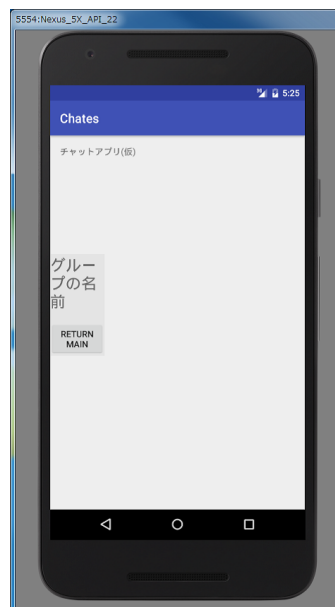 5554:Nexus_5X_API_22
5:25
Chates
チャットアプリ(仮)
グルー
プの名
前
RETURN
MAIN